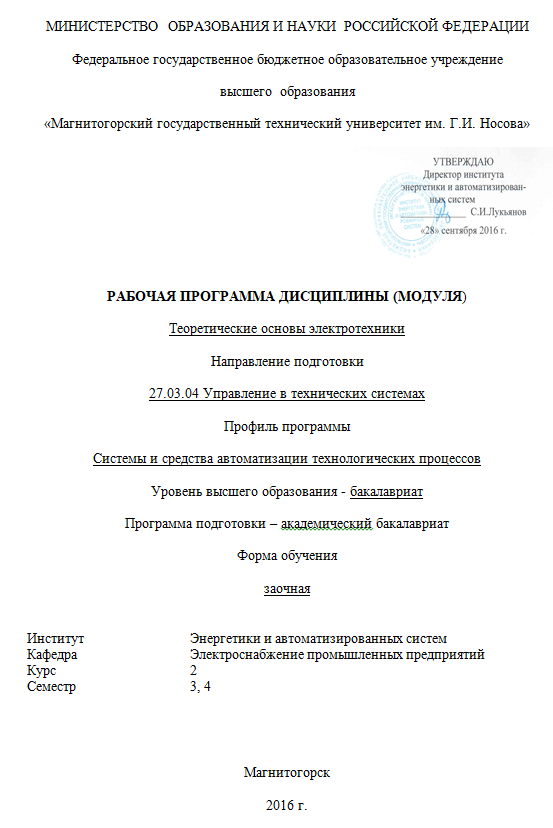 МИНИСТЕРСТВО ОБРАЗОВАНИЯ И НАУКИ РОССИЙСКОЙ ФЕДЕРАЦИИ
Федеральное государственное бюджетное образовательное учреждение
высшего образования
«Магнитогорский государственный технический университет им. Г.И. Носова»
УТВЕРЖДАЮ
Директор института
энергетики и автоматизирован-
ных систем
С.И.Лукьянов
«28» сентября 2016 г.
РАБОЧАЯ ПРОГРАММА ДИСЦИПЛИНЫ (МОДУЛЯ)
Теоретические основы электротехники
Направление подготовки
27.03.04 Управление в технических системах
Профиль программы
Системы и средства автоматизации технологических процессов
Уровень высшего образования - бакалавриат
Программа подготовки – академический бакалавриат
Форма обучения
заочная
Институт Энергетики и автоматизированных систем
Кафедра Электроснабжение промышленных предприятий
Курс 2
Семестр 3, 4
Магнитогорск
2016 г.